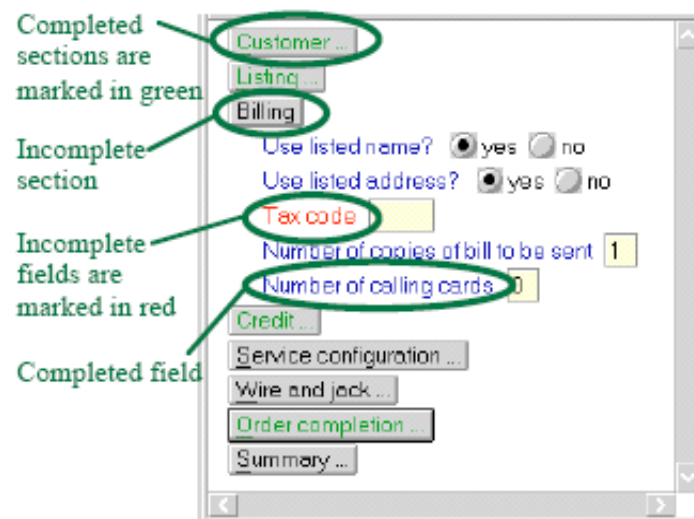 Completed
sections are
marked in green
Incomplete
section
Incomplete
fields are
marked in red
Completed field
Customer ...
Listing ...
Billing
Use listed name? yes no
Use listed address? yes no
Tax code
Number of copies of bill to be sent 1
Number of calling cards 0
Credit ...
Service configuration ...
Wire and jack ...
Order completion ...
Summary ...